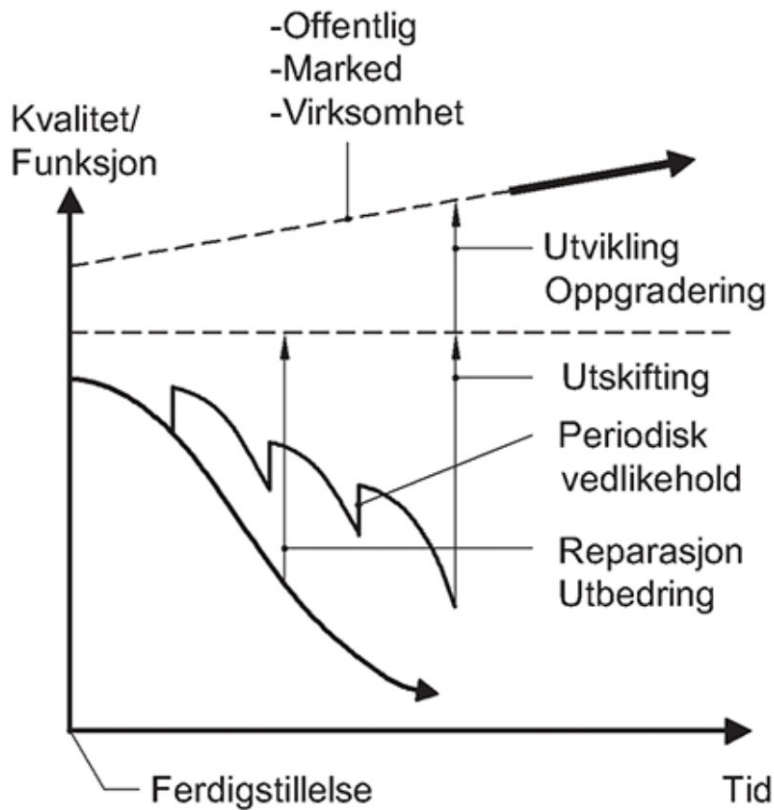 -Offentlig
-Marked
-Virksomhet
Kvalitet/
Funksjon
Utvikling
Oppgradering
Utskifting
Periodisk
vedlikehold
Reparasjon
Utbedring
Ferdigstillelse
Tid